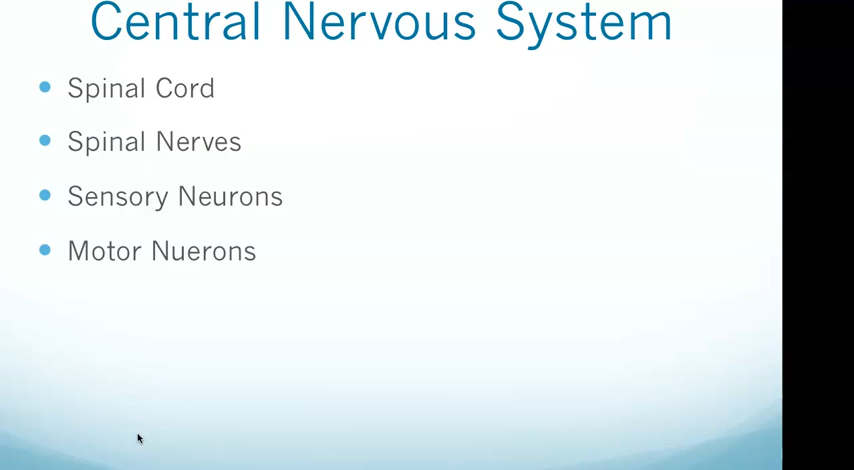 Central Nervous System
Spinal Cord
Spinal Nerves
Sensory Neurons
Motor Nuerons